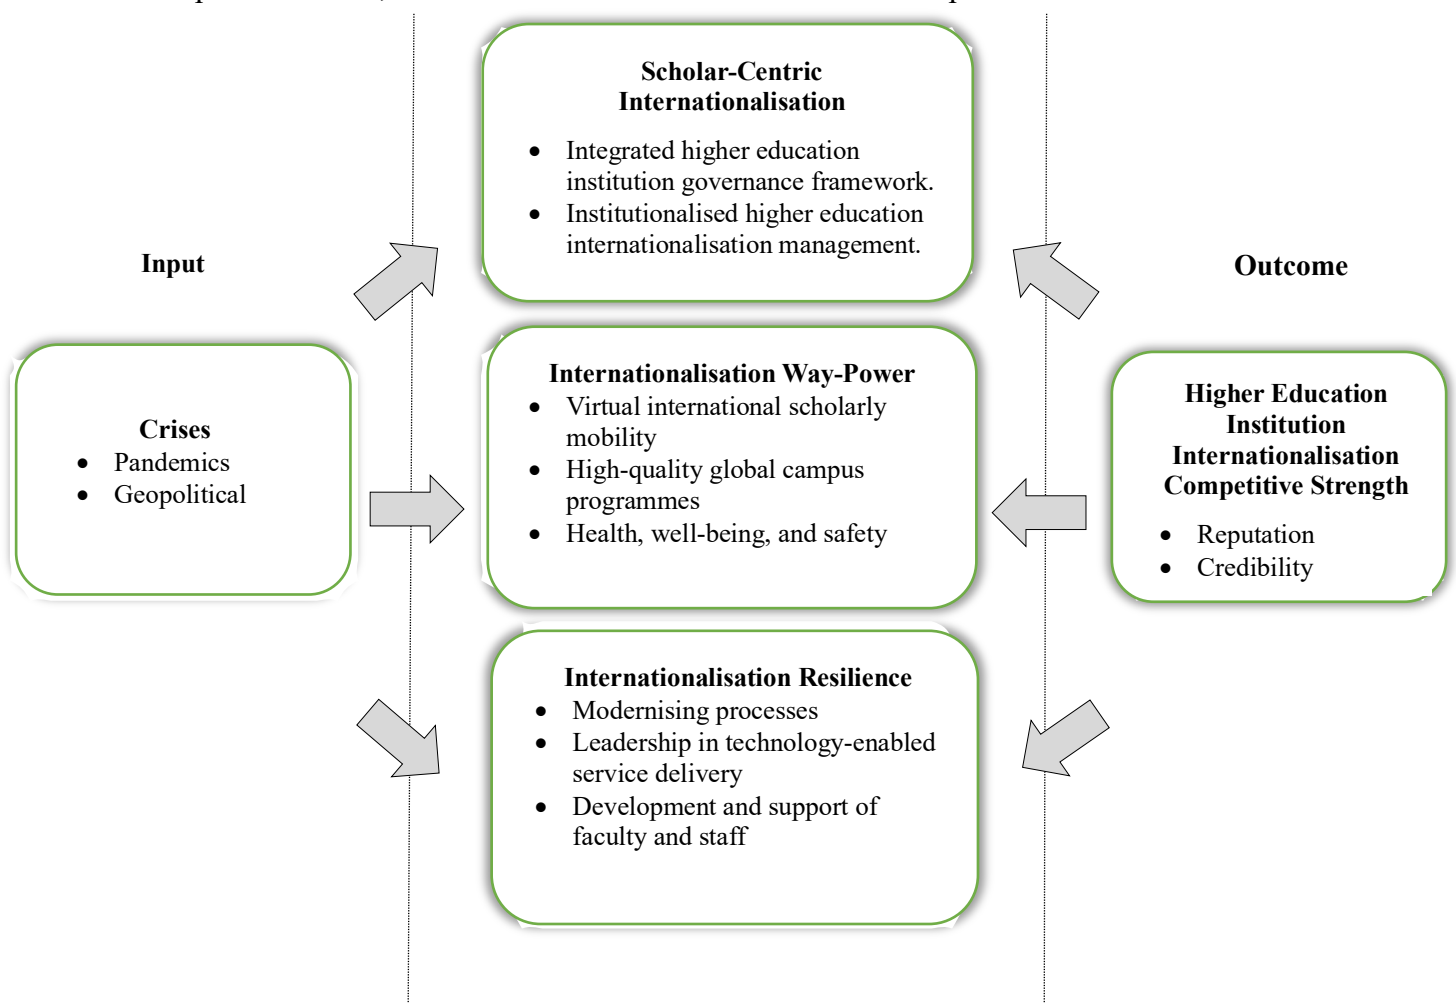 Input
Crises
• Pandemics
• Geopolitical
Scholar-Centric
Internationalisation
• Integrated higher education
institution governance framework.
• Institutionalised higher education
internationalisation management.
Internationalisation Way-Power
• Virtual international scholarly
mobility
• High-quality global campus
programmes
• Health, well-being, and safety
Internationalisation Resilience
• Modernising processes
• Leadership in technology-enabled
service delivery
• Development and support of
faculty and staff
Outcome
Higher Education
Institution
Internationalisation
Competitive Strength
• Reputation
• Credibility